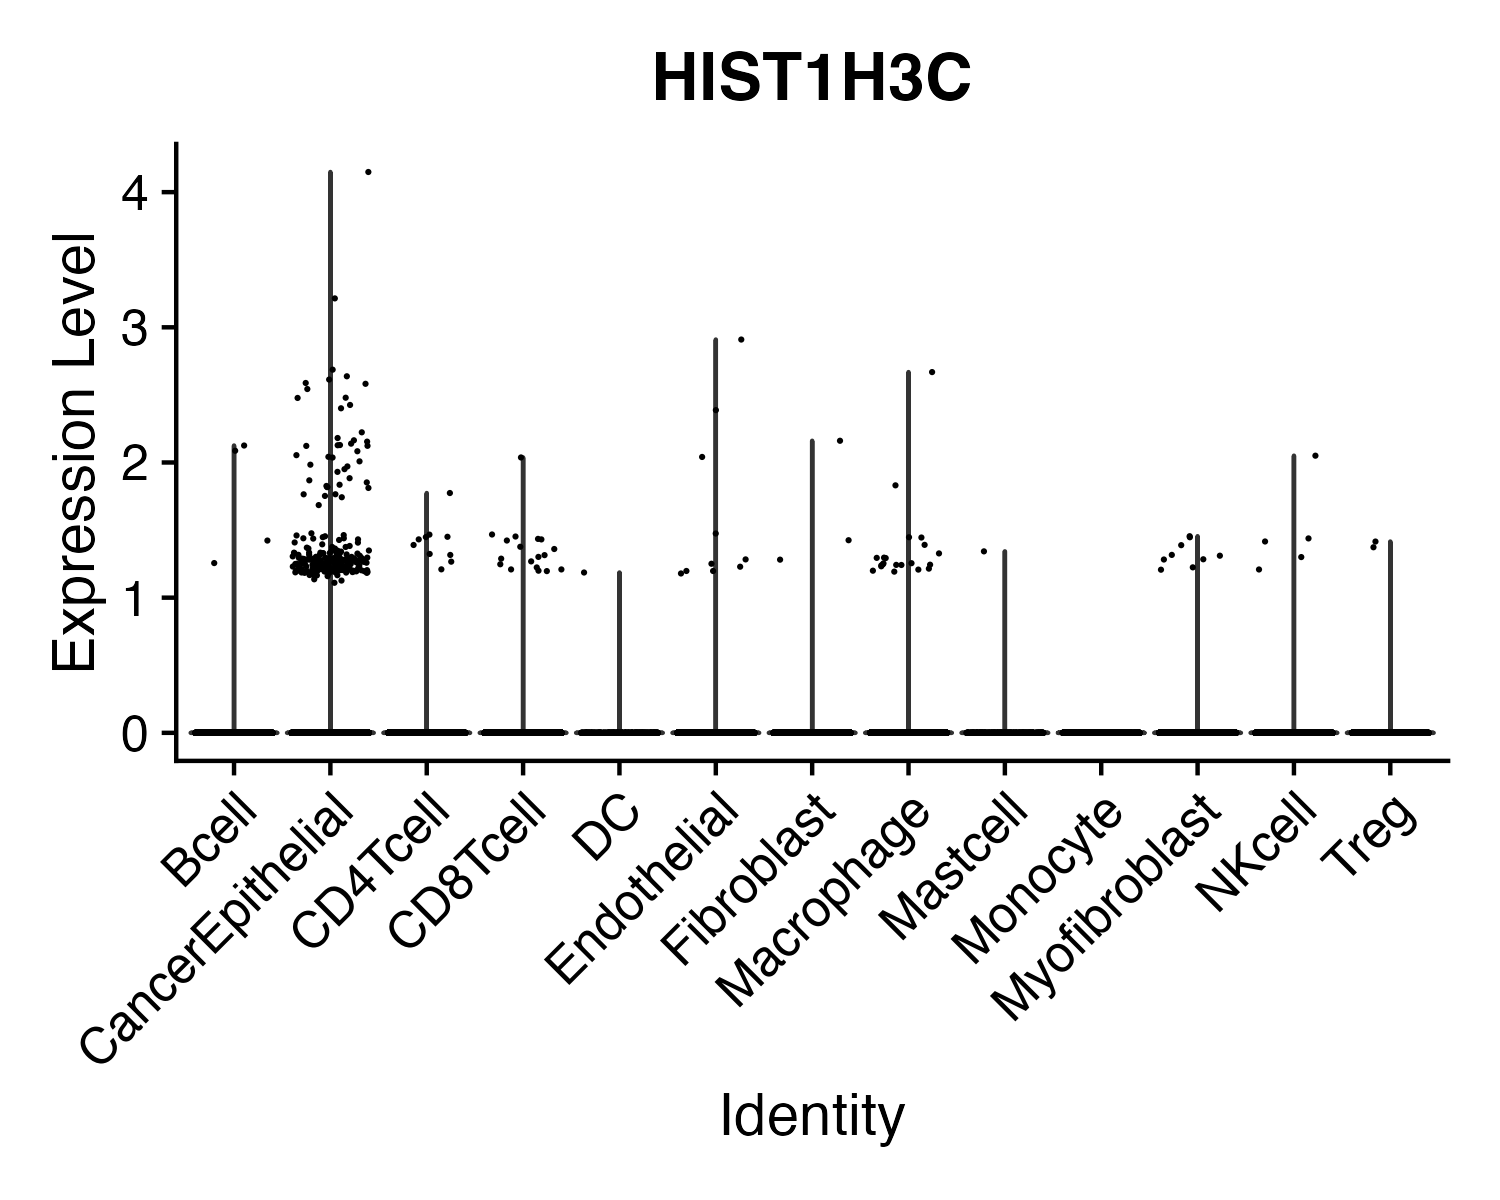 HIST1H3C
Expression Level
4
3
2
1
0
Bcell
CancerEpithelial
CD4Tcell
CD8Tcell
DC
Endothelial
Fibroblast
Macrophage
Mastcell
Monocyte
Myofibroblast
NKcell
Treg
Identity